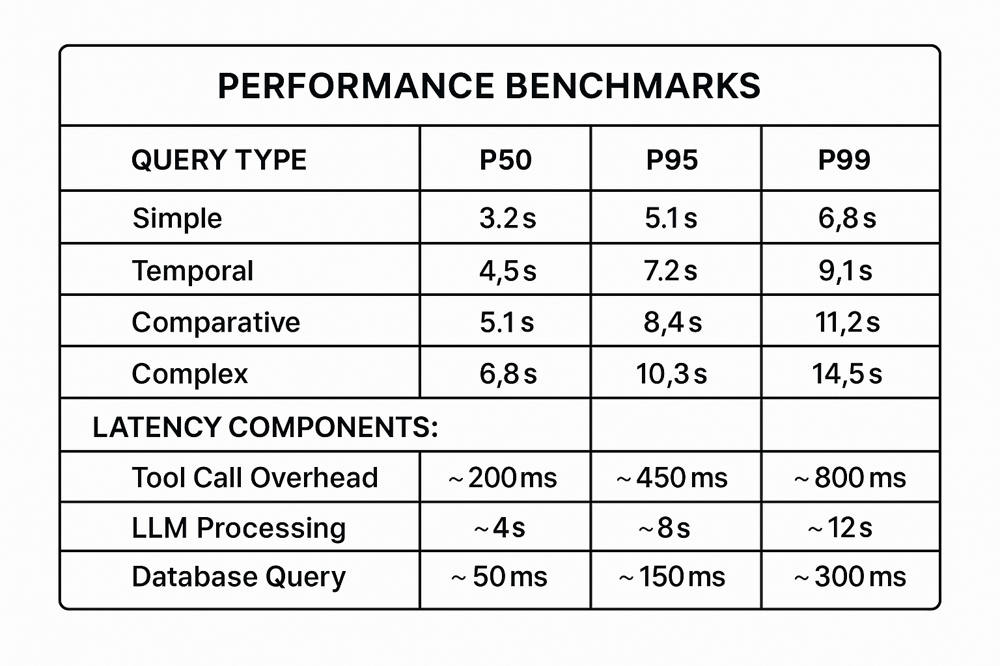 PERFORMANCE BENCHMARKS
QUERY TYPE P50 P95 P99
Simple 3.2 s 5.1 s 6,8 s
Temporal 4,5 s 7.2 s 9,1 s
Comparative 5.1 s 8,4 s 11,2 s
Complex 6,8 s 10,3 s 14,5 s
LATENCY COMPONENTS:
Tool Call Overhead ~ 200 ms ~ 450 ms ~ 800 ms
LLM Processing ~ 4 s ~ 8 s ~ 12 s
Database Query ~ 50 ms ~ 150 ms ~ 300 ms